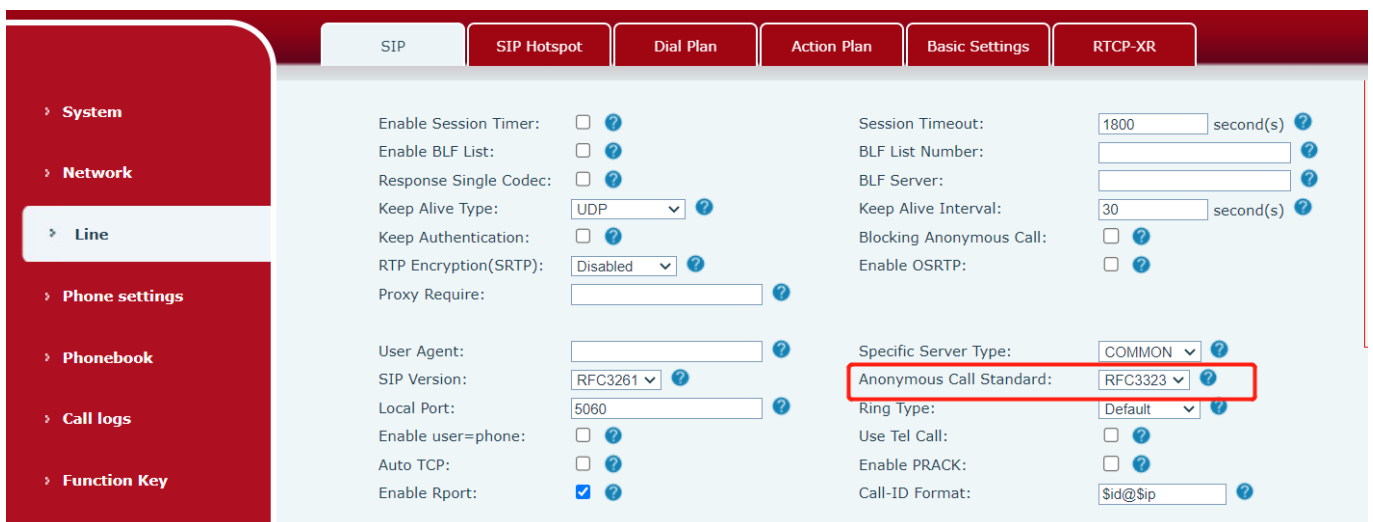 SIP
SIP Hotspot
Dial Plan
Action Plan
Basic Settings
RTCP-XR
› System
› Network
› Line
› Phone settings
› Phonebook
› Call logs
› Function Key
Enable Session Timer: ?
Session Timeout: 1800 second(s) ?
Enable BLF List: ?
BLF List Number: ?
Response Single Codec: ?
BLF Server: ?
Keep Alive Type: UDP ?
Keep Alive Interval: 30 second(s) ?
Keep Authentication: ?
Blocking Anonymous Call: ?
RTP Encryption(SRTP): Disabled ?
Enable OSRTP: ?
Proxy Require: ?
User Agent: ?
Specific Server Type: COMMON ?
SIP Version: RFC3261 ?
Anonymous Call Standard: RFC3323 ?
Local Port: 5060 ?
Ring Type: Default ?
Enable user=phone: ?
Use Tel Call: ?
Auto TCP: ?
Enable PRACK: ?
Enable Rport: ?
Call-ID Format: $id@$ip ?